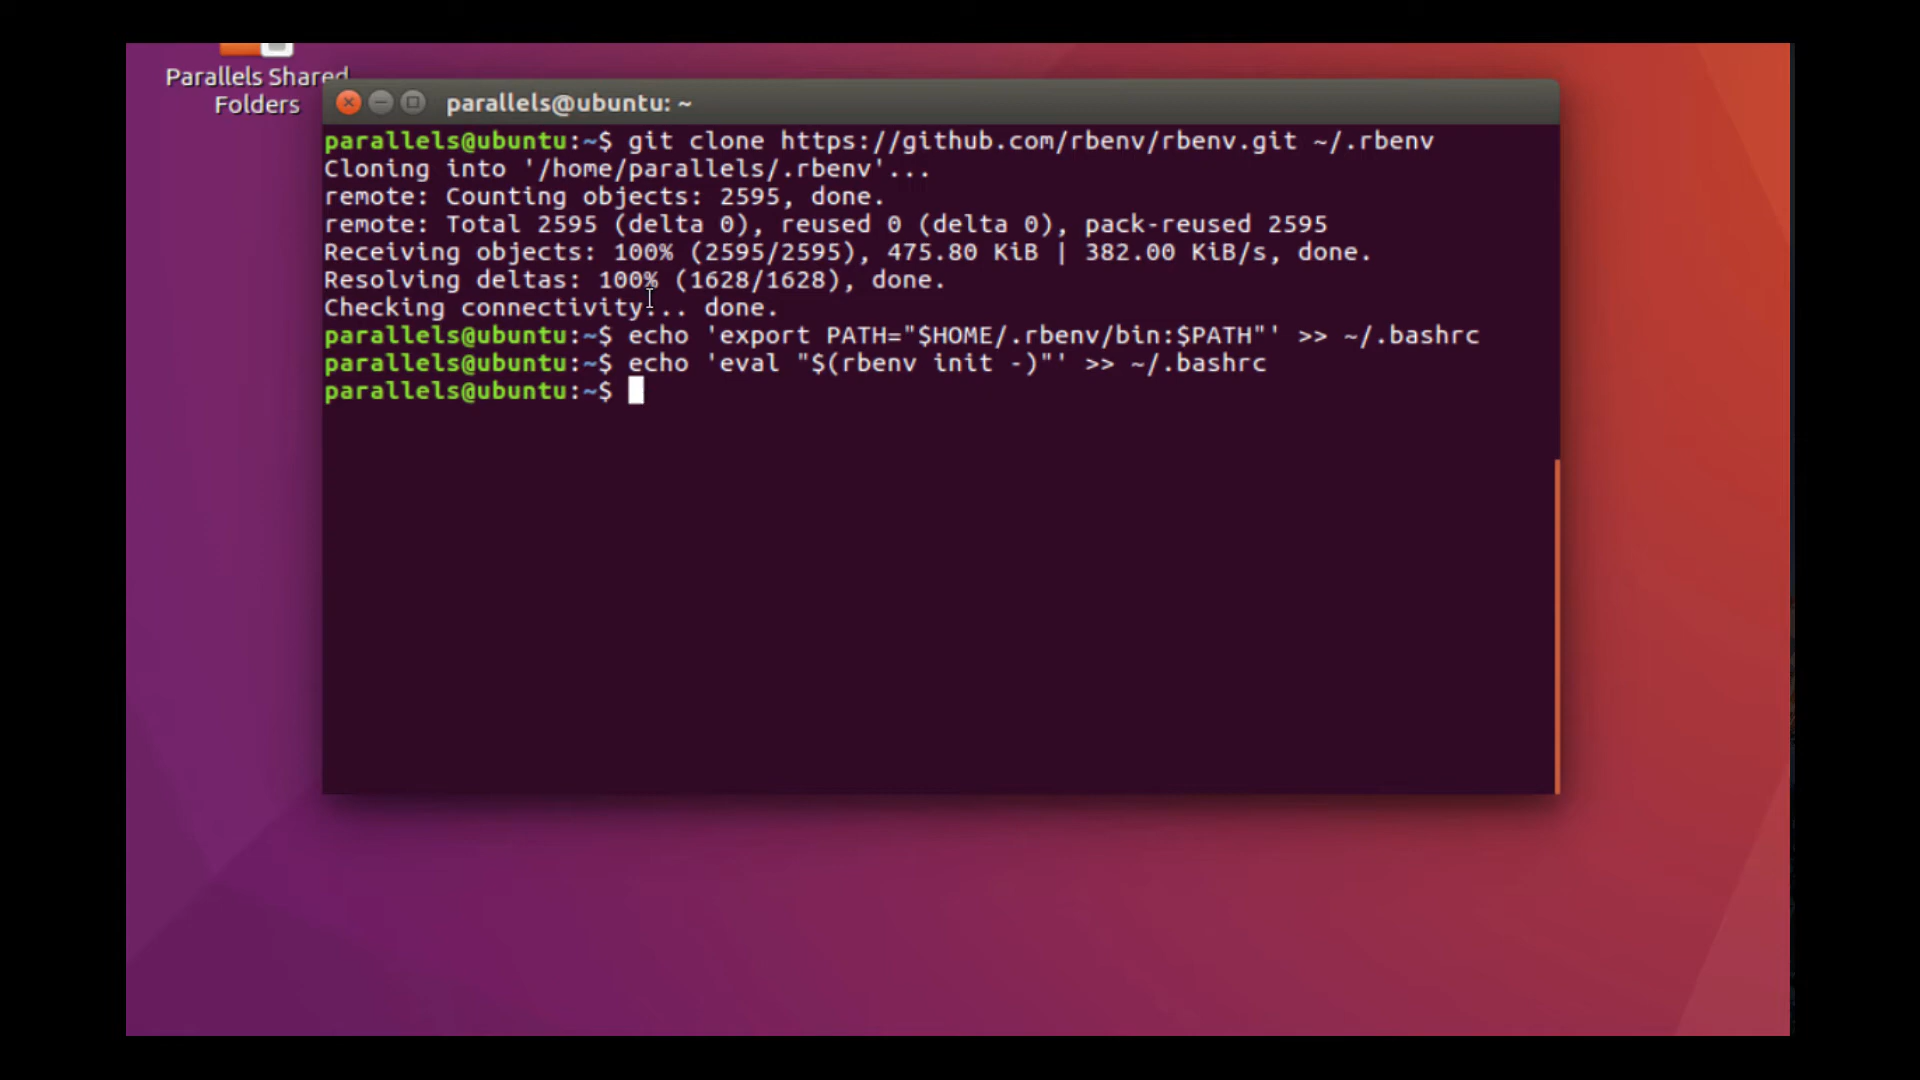 Parallels Shared
Folders
parallels@ubuntu: ~
parallels@ubuntu:~$ git clone https://github.com/rbenv/rbenv.git ~/.rbenv
Cloning into '/home/parallels/.rbenv'...
remote: Counting objects: 2595, done.
remote: Total 2595 (delta 0), reused 0 (delta 0), pack-reused 2595
Receiving objects: 100% (2595/2595), 475.80 KiB | 382.00 KiB/s, done.
Resolving deltas: 100% (1628/1628), done.
Checking connectivity... done.
parallels@ubuntu:~$ echo 'export PATH="$HOME/.rbenv/bin:$PATH"' >> ~/.bashrc
parallels@ubuntu:~$ echo 'eval "$(rbenv init -)"' >> ~/.bashrc
parallels@ubuntu:~$